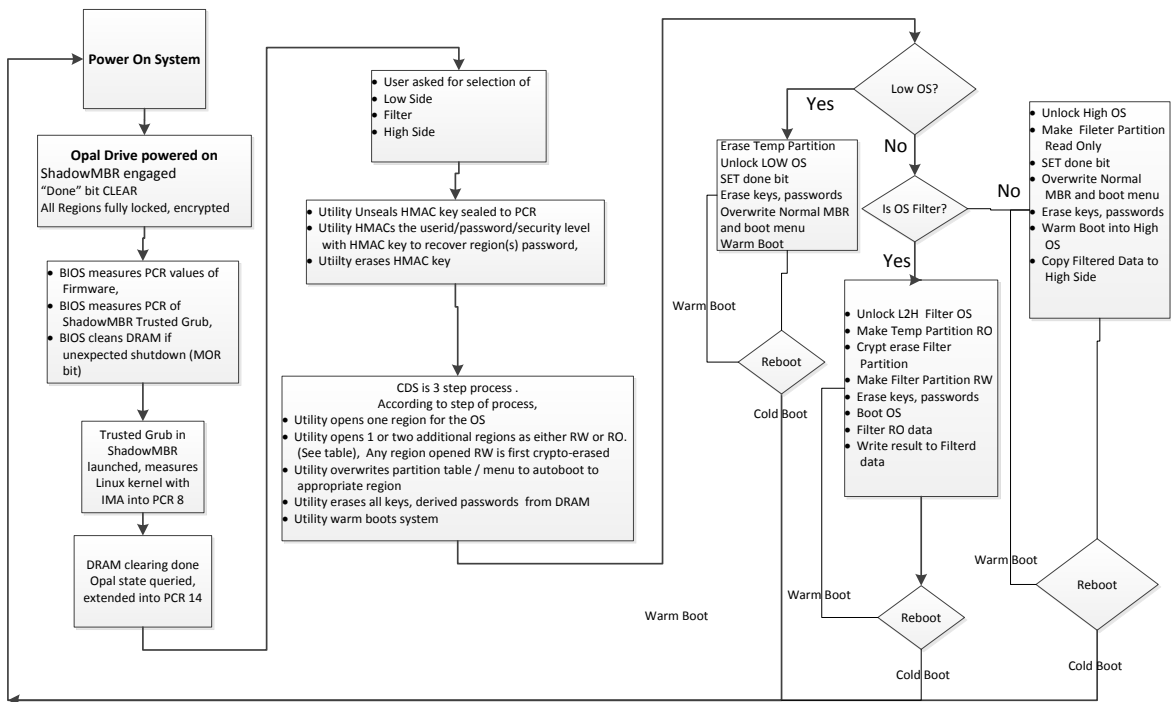 Power On System
Opal Drive powered on
ShadowMBR engaged
“Done” bit CLEAR
All Regions fully locked, encrypted
• BIOS measures PCR values of
Firmware,
• BIOS measures PCR of
ShadowMBR Trusted Grub,
• BIOS cleans DRAM if
unexpected shutdown (MOR
bit)
Trusted Grub in
ShadowMBR
launched, measures
Linux kernel with
IMA into PCR 8
DRAM clearing done
Opal state queried,
extended into PCR 14
• User asked for selection of
• Low Side
• Filter
• High Side
• Utility Unseals HMAC key sealed to PCR
• Utility HMACs the userid/password/security level
with HMAC key to recover region(s) password,
• Utiilty erases HMAC key
CDS is 3 step process .
According to step of process,
• Utility opens one region for the OS
• Utility opens 1 or two additional regions as either RW or RO.
(See table), Any region opened RW is first crypto-erased
• Utility overwrites partition table / menu to autoboot to
appropriate region
• Utility erases all keys, derived passwords from DRAM
• Utility warm boots system
Warm Boot
Low OS?
Yes
No
Erase Temp Partition
Unlock LOW OS
SET done bit
Erase keys, passwords
Overwrite Normal MBR
and boot menu
Warm Boot
Warm Boot
Reboot
Cold Boot
Is OS Filter?
No
Yes
• Unlock L2H Filter OS
• Make Temp Partition RO
• Crypt erase Filter
Partition
• Make Filter Partition RW
• Erase keys, passwords
• Boot OS
• Filter RO data
• Write result to Filterd
data
Warm Boot
Reboot
Cold Boot
• Unlock High OS
• Make Fileter Partition
Read Only
• SET done bit
• Overwrite Normal
MBR and boot menu
• Erase keys, passwords
• Warm Boot into High
OS
• Copy Filtered Data to
High Side
Warm Boot
Reboot
Cold Boot